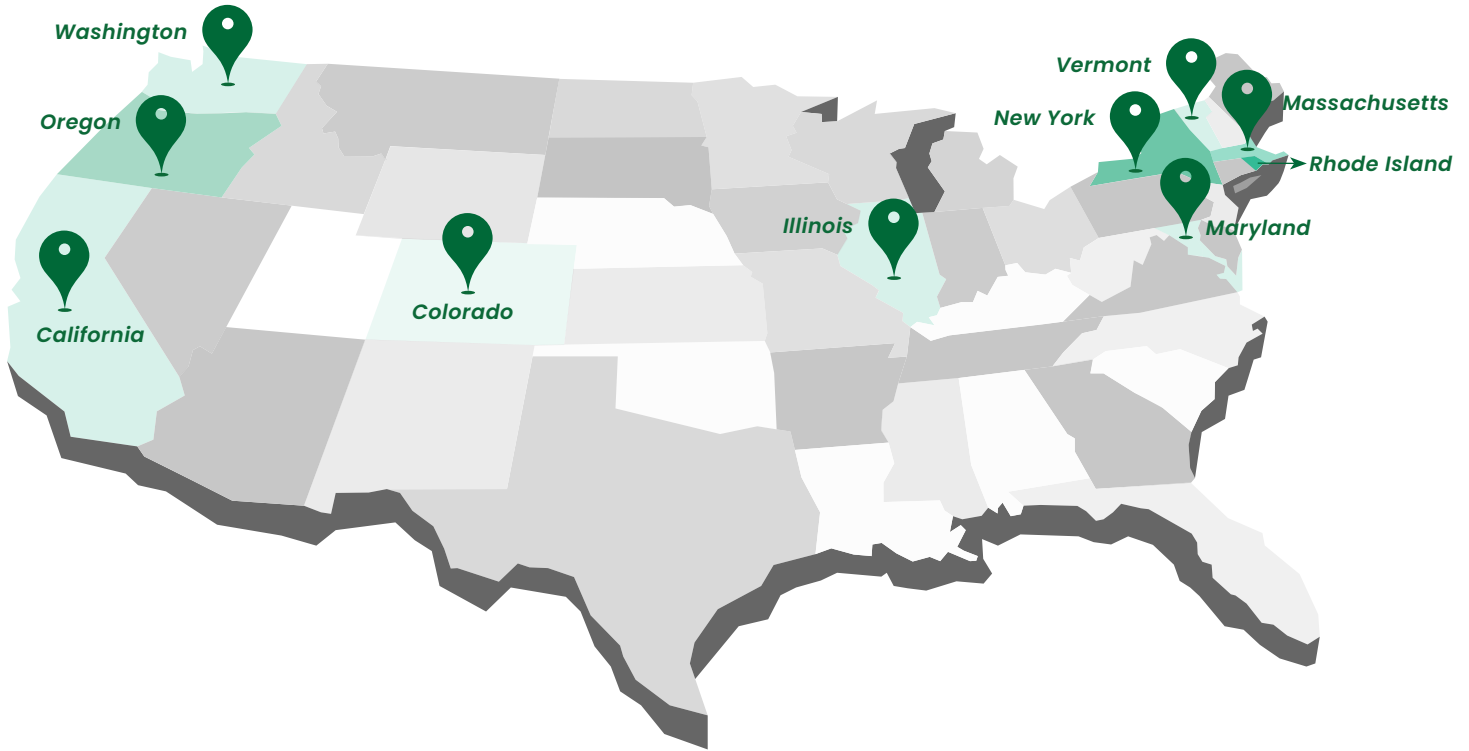 Washington
Vermont
Massachusetts
New York
Oregon
Rhode Island
Illinois
Maryland
Colorado
California